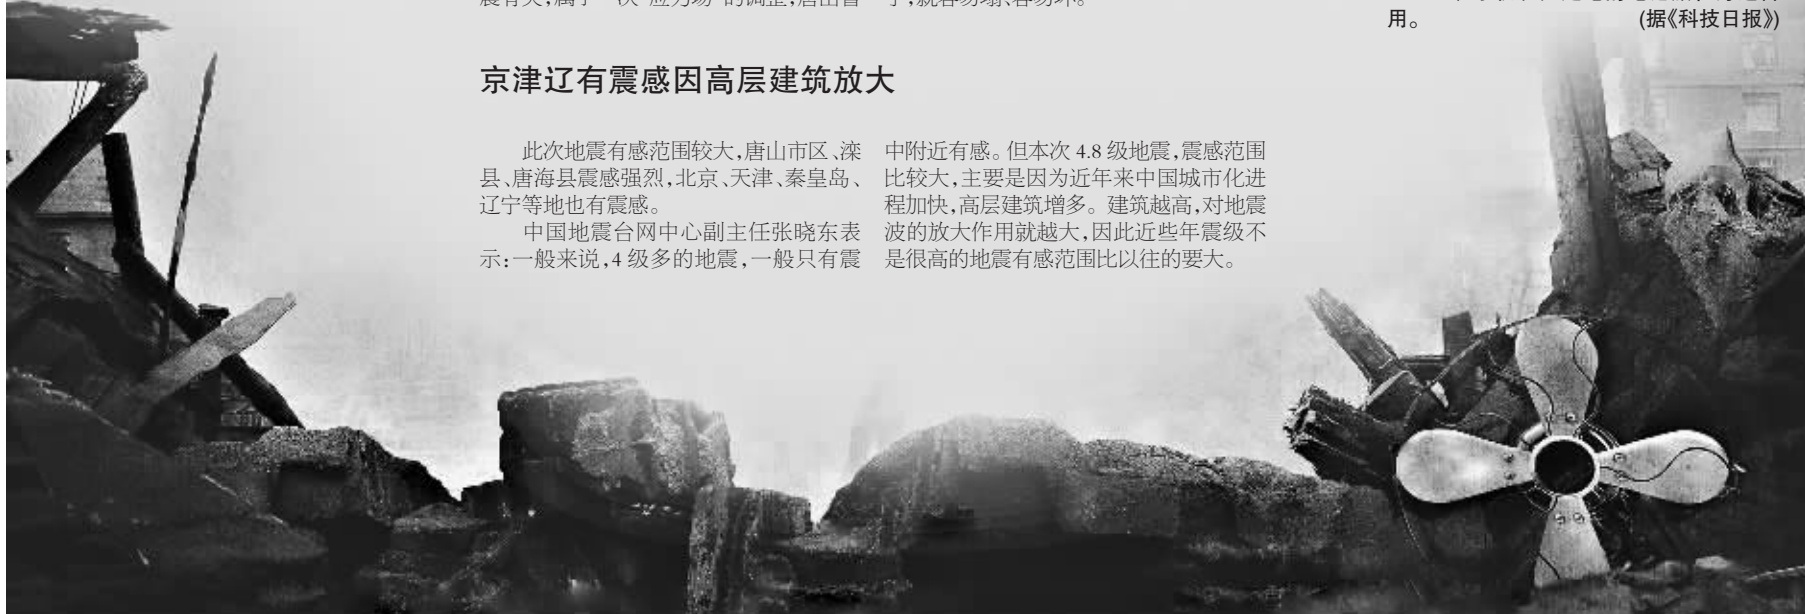 用。
(据《科技日报》)
京津辽有震感因高层建筑放大
此次地震有感范围较大,唐山市区、滦
县、唐海县震感强烈,北京、天津、秦皇岛、
辽宁等地也有震感。
中国地震台网中心副主任张晓东表
示:一般来说,4 级多的地震,一般只有震
中附近有感。但本次 4.8 级地震,震感范围
比较大,主要是因为近年来中国城市化进
程加快,高层建筑增多。建筑越高,对地震
波的放大作用就越大,因此近些年震级不
是很高的地震有感范围比以往的要大。